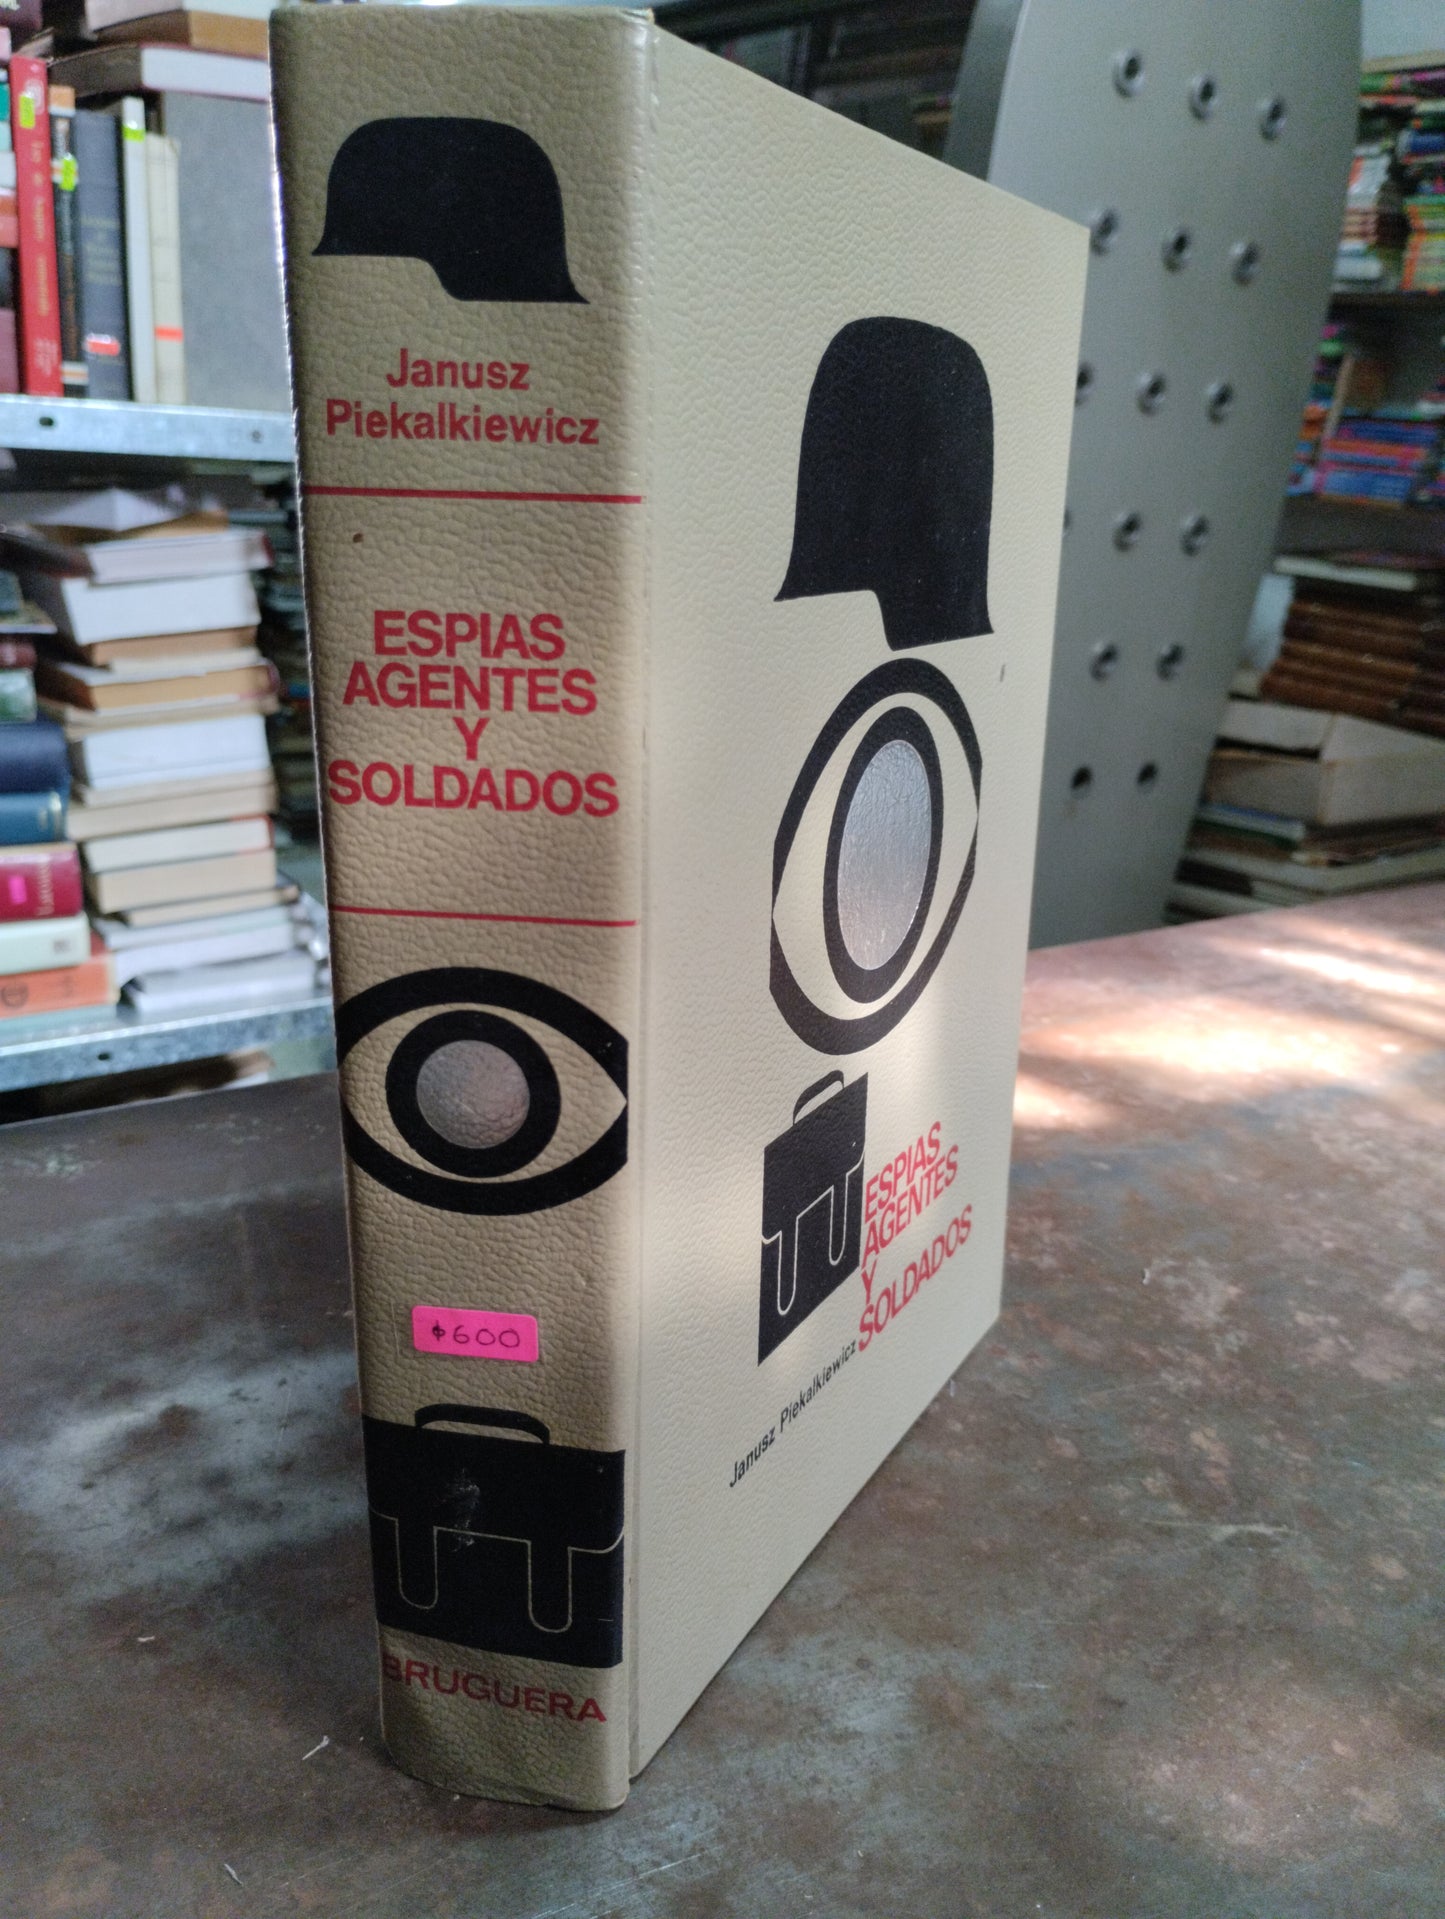 Janusz
Piekalkiewicz
ESPIAS
AGENTES
Y
SOLDADOS
$600
BRUGUERA
ESPIAS
AGENTES
Y
SOLDADOS
Janusz Piekalkiewicz